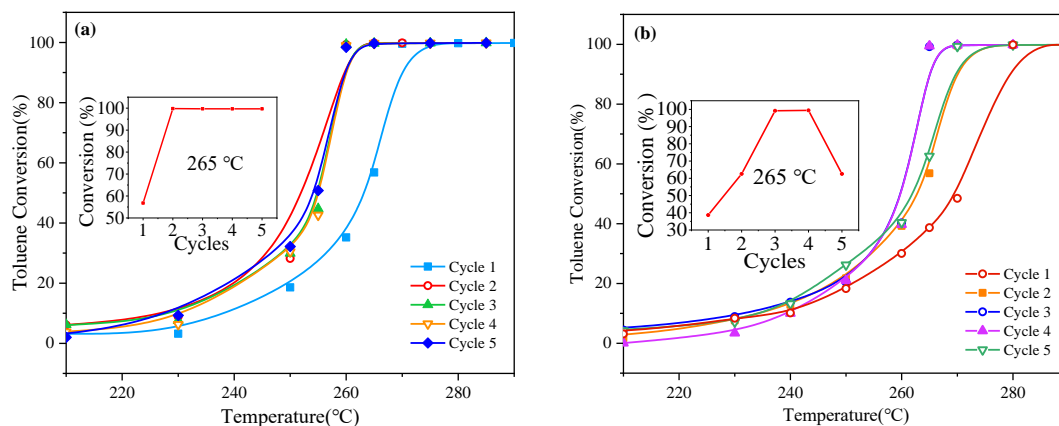 (a)
Toluene Conversion(%)
100
80
60
40
20
0
220
240
260
280
Temperature(℃)
Conversion (%)
100
90
80
70
60
50
1 2 3 4 5
Cycles
265 ℃
Cycle 1
Cycle 2
Cycle 3
Cycle 4
Cycle 5
(b)
Toluene Conversion(%)
100
80
60
40
20
0
220
240
260
280
Temperature(℃)
Conversion (%)
100
90
80
70
60
50
40
30
1 2 3 4 5
Cycles
265 ℃
Cycle 1
Cycle 2
Cycle 3
Cycle 4
Cycle 5